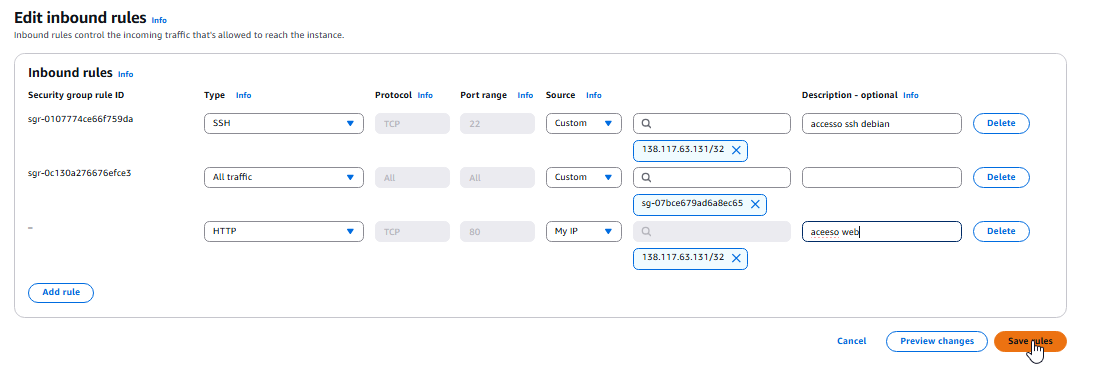 Edit inbound rules Info
Inbound rules control the incoming traffic that's allowed to reach the instance.
Inbound rules Info
Security group rule ID Type Info Protocol Info Port range Info Source Info Description - optional Info
sgr-0107774ce66f759da SSH TCP 22 Custom accesso ssh debian Delete
138.117.63.131/32
sgr-0c130a276676efce3 All traffic All All Custom Delete
sg-07bce679ad6a8ec65
– HTTP TCP 80 My IP aceeso web Delete
138.117.63.131/32
Add rule
Cancel Preview changes Save rules